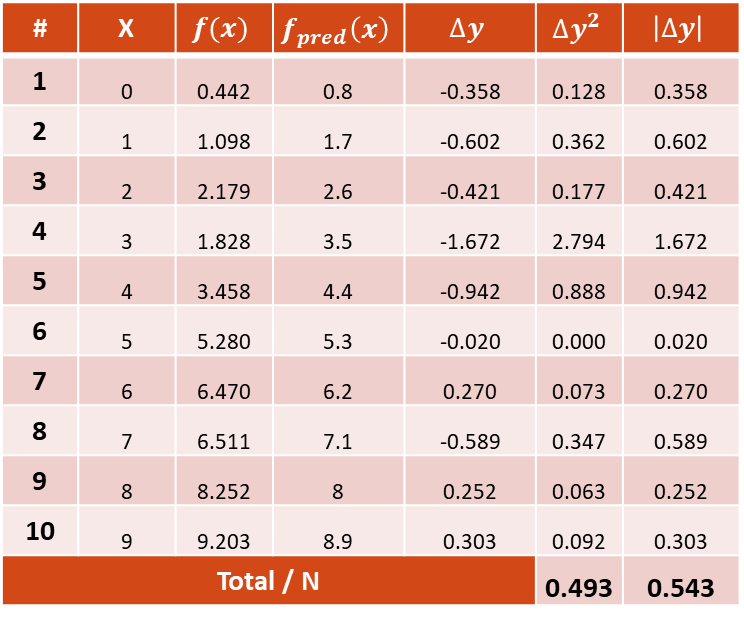 # X f(x) f_pred(x) Δy Δy² |Δy|
1 0 0.442 0.8 -0.358 0.128 0.358
2 1 1.098 1.7 -0.602 0.362 0.602
3 2 2.179 2.6 -0.421 0.177 0.421
4 3 1.828 3.5 -1.672 2.794 1.672
5 4 3.458 4.4 -0.942 0.888 0.942
6 5 5.280 5.3 -0.020 0.000 0.020
7 6 6.470 6.2 0.270 0.073 0.270
8 7 6.511 7.1 -0.589 0.347 0.589
9 8 8.252 8 0.252 0.063 0.252
10 9 9.203 8.9 0.303 0.092 0.303
Total / N 0.493 0.543